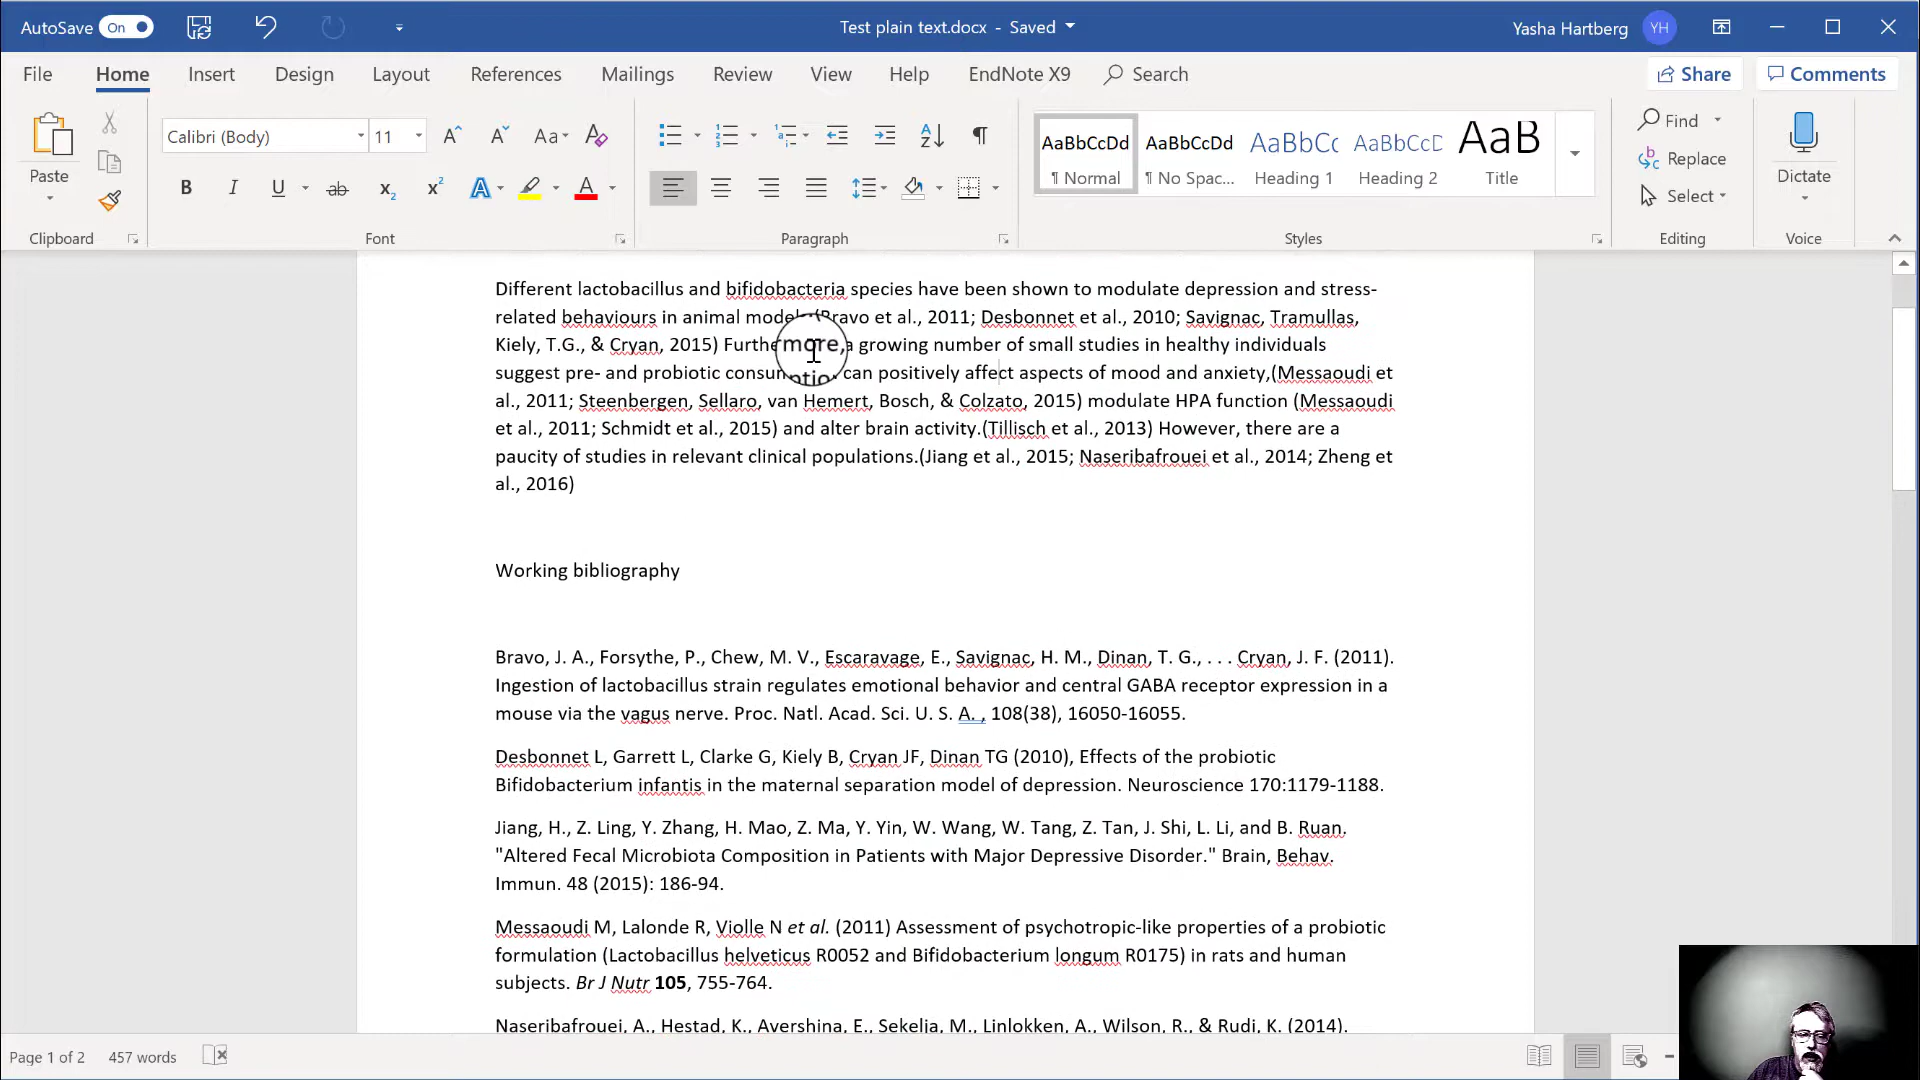 AutoSave On Test plain text.docx - Saved Yasha Hartberg YH
File Home Insert Design Layout References Mailings Review View Help EndNote X9 Search Share Comments
Paste
Clipboard
Calibri (Body) 11
Aa
B I U ab x₂ x² A A
Font
Paragraph
AaBbCcDd AaBbCcDd AaBbCc AaBbCcD AaB
¶ Normal ¶ No Spac... Heading 1 Heading 2 Title
Styles
Find
Replace
Select
Editing
Dictate
Voice
Different lactobacillus and bifidobacteria species have been shown to modulate depression and stress-
related behaviours in animal models.(Bravo et al., 2011; Desbonnet et al., 2010; Savignac, Tramullas,
Kiely, T.G., & Cryan, 2015) Furthermore, a growing number of small studies in healthy individuals
suggest pre- and probiotic consumption can positively affect aspects of mood and anxiety,(Messaoudi et
al., 2011; Steenbergen, Sellaro, van Hemert, Bosch, & Colzato, 2015) modulate HPA function (Messaoudi
et al., 2011; Schmidt et al., 2015) and alter brain activity.(Tillisch et al., 2013) However, there are a
paucity of studies in relevant clinical populations.(Jiang et al., 2015; Naseribafrouei et al., 2014; Zheng et
al., 2016)
Working bibliography
Bravo, J. A., Forsythe, P., Chew, M. V., Escaravage, E., Savignac, H. M., Dinan, T. G., . . . Cryan, J. F. (2011).
Ingestion of lactobacillus strain regulates emotional behavior and central GABA receptor expression in a
mouse via the vagus nerve. Proc. Natl. Acad. Sci. U. S. A. , 108(38), 16050-16055.
Desbonnet L, Garrett L, Clarke G, Kiely B, Cryan JF, Dinan TG (2010), Effects of the probiotic
Bifidobacterium infantis in the maternal separation model of depression. Neuroscience 170:1179-1188.
Jiang, H., Z. Ling, Y. Zhang, H. Mao, Z. Ma, Y. Yin, W. Wang, W. Tang, Z. Tan, J. Shi, L. Li, and B. Ruan.
"Altered Fecal Microbiota Composition in Patients with Major Depressive Disorder." Brain, Behav.
Immun. 48 (2015): 186-94.
Messaoudi M, Lalonde R, Violle N et al. (2011) Assessment of psychotropic-like properties of a probiotic
formulation (Lactobacillus helveticus R0052 and Bifidobacterium longum R0175) in rats and human
subjects. Br J Nutr 105, 755-764.
Naseribafrouei, A., Hestad, K., Avershina, E., Sekelja, M., Linlokken, A., Wilson, R., & Rudi, K. (2014).
Page 1 of 2 457 words